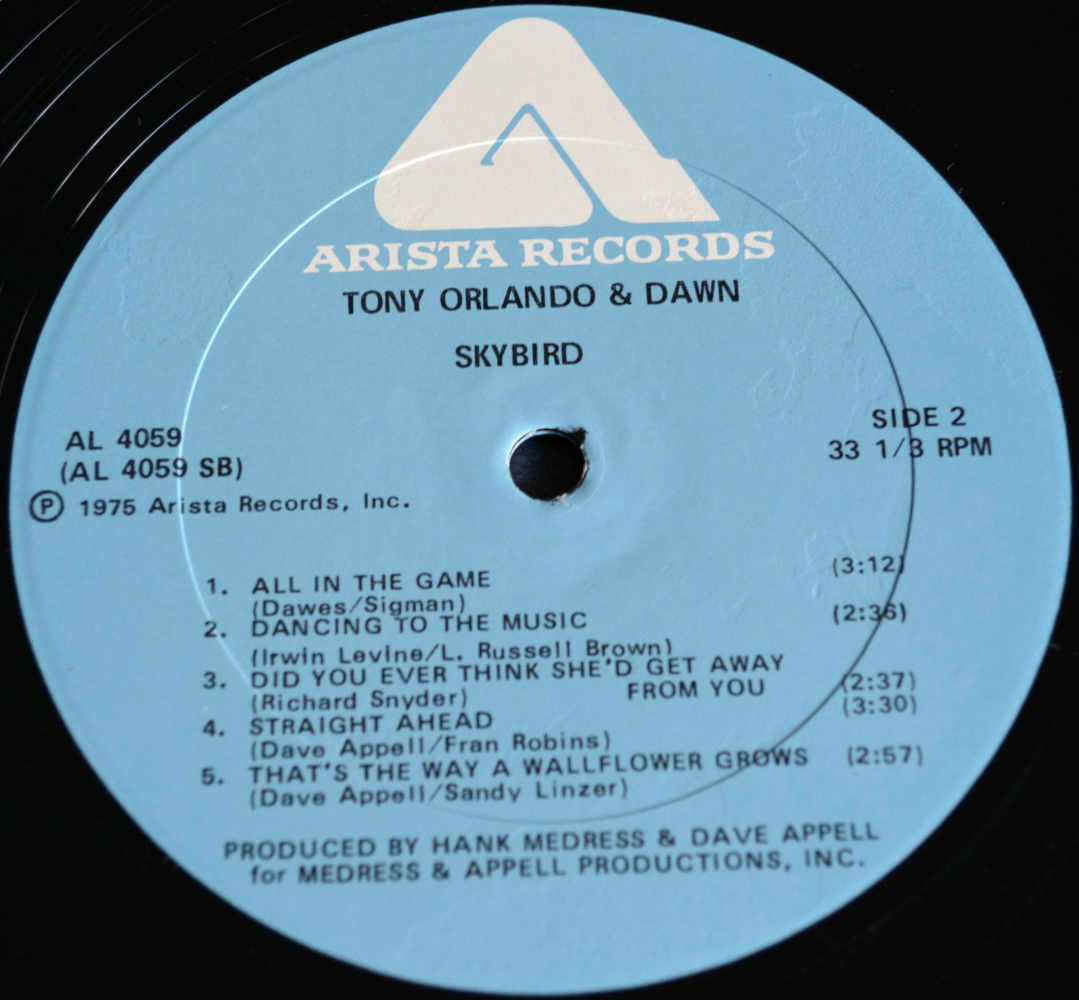 ARISTA RECORDS
TONY ORLANDO & DAWN
SKYBIRD
AL 4059
(AL 4059 SB)
Ⓟ 1975 Arista Records, Inc.
SIDE 2
33 1/3 RPM
1. ALL IN THE GAME (3:12)
(Dawes/Sigman)
2. DANCING TO THE MUSIC (2:36)
(Irwin Levine/L. Russell Brown)
3. DID YOU EVER THINK SHE'D GET AWAY
FROM YOU (2:37)
(Richard Snyder)
4. STRAIGHT AHEAD (3:30)
(Dave Appell/Fran Robins)
5. THAT'S THE WAY A WALLFLOWER GROWS (2:57)
(Dave Appell/Sandy Linzer)
PRODUCED BY HANK MEDRESS & DAVE APPELL
for MEDRESS & APPELL PRODUCTIONS, INC.